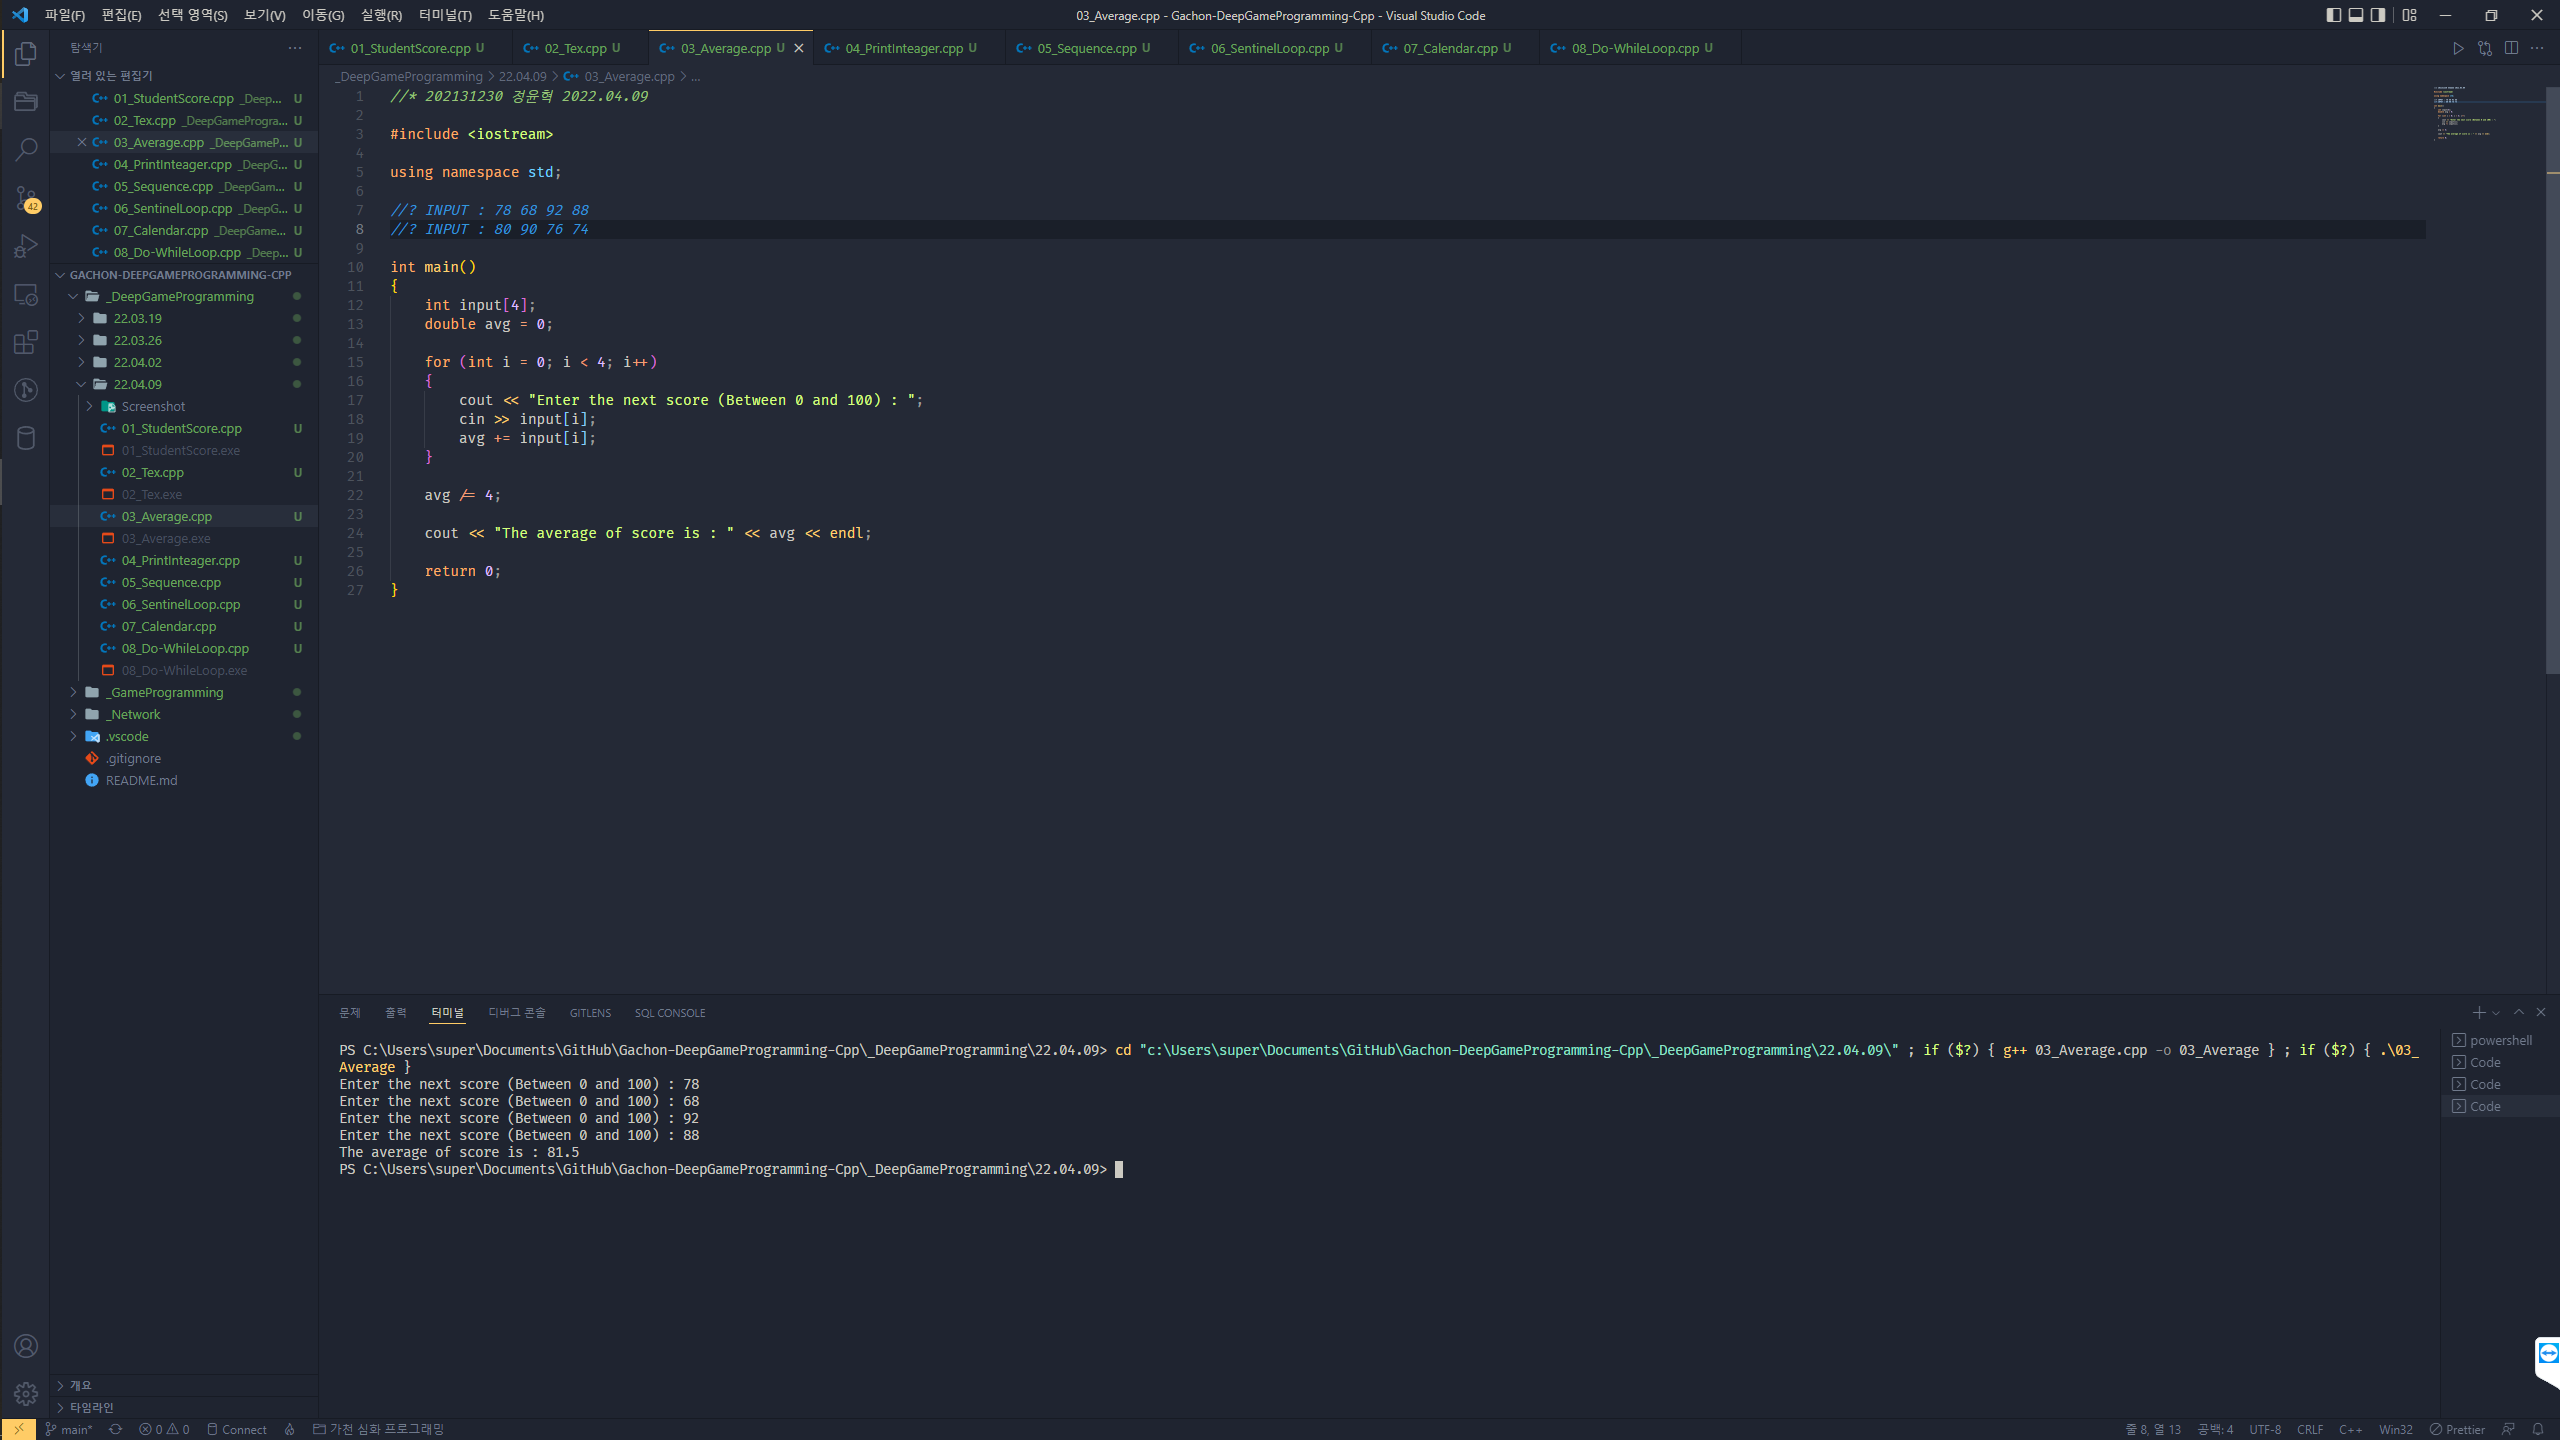 파일(F) 편집(E) 선택 영역(S) 보기(V) 이동(G) 실행(R) 터미널(T) 도움말(H)
03_Average.cpp - Gachon-DeepGameProgramming-Cpp - Visual Studio Code
탐색기
열려 있는 편집기
01_StudentScore.cpp _Deep... U
02_Tex.cpp _DeepGameProgra... U
03_Average.cpp _DeepGameP... U
04_PrintInteager.cpp _DeepG... U
05_Sequence.cpp _DeepGam... U
06_SentinelLoop.cpp _DeepG... U
07_Calendar.cpp _DeepGame... U
08_Do-WhileLoop.cpp _Deep... U
GACHON-DEEPGAMEPROGRAMMING-CPP
_DeepGameProgramming
22.03.19
22.03.26
22.04.02
22.04.09
Screenshot
01_StudentScore.cpp U
01_StudentScore.exe
02_Tex.cpp U
02_Tex.exe
03_Average.cpp U
03_Average.exe
04_PrintInteager.cpp U
05_Sequence.cpp U
06_SentinelLoop.cpp U
07_Calendar.cpp U
08_Do-WhileLoop.cpp U
08_Do-WhileLoop.exe
_GameProgramming
_Network
.vscode
.gitignore
README.md
개요
타임라인
42
01_StudentScore.cpp U 02_Tex.cpp U 03_Average.cpp U 04_PrintInteager.cpp U 05_Sequence.cpp U 06_SentinelLoop.cpp U 07_Calendar.cpp U 08_Do-WhileLoop.cpp U
_DeepGameProgramming > 22.04.09 > 03_Average.cpp > ...
1 //* 202131230 정윤혁 2022.04.09
2
3 #include <iostream>
4
5 using namespace std;
6
7 //? INPUT : 78 68 92 88
8 //? INPUT : 80 90 76 74
9
10 int main()
11 {
12 int input[4];
13 double avg = 0;
14
15 for (int i = 0; i < 4; i++)
16 {
17 cout << "Enter the next score (Between 0 and 100) : ";
18 cin >> input[i];
19 avg += input[i];
20 }
21
22 avg /= 4;
23
24 cout << "The average of score is : " << avg << endl;
25
26 return 0;
27 }
문제 출력 터미널 디버그 콘솔 GITLENS SQL CONSOLE
PS C:\Users\super\Documents\GitHub\Gachon-DeepGameProgramming-Cpp\_DeepGameProgramming\22.04.09> cd "c:\Users\super\Documents\GitHub\Gachon-DeepGameProgramming-Cpp\_DeepGameProgramming\22.04.09\" ; if ($?) { g++ 03_Average.cpp -o 03_Average } ; if ($?) { .\03_
Average }
Enter the next score (Between 0 and 100) : 78
Enter the next score (Between 0 and 100) : 68
Enter the next score (Between 0 and 100) : 92
Enter the next score (Between 0 and 100) : 88
The average of score is : 81.5
PS C:\Users\super\Documents\GitHub\Gachon-DeepGameProgramming-Cpp\_DeepGameProgramming\22.04.09>
powershell
Code
Code
Code
main* 0 0 Connect 가천 심화 프로그래밍
줄 8, 열 13 공백: 4 UTF-8 CRLF C++ Win32 Prettier